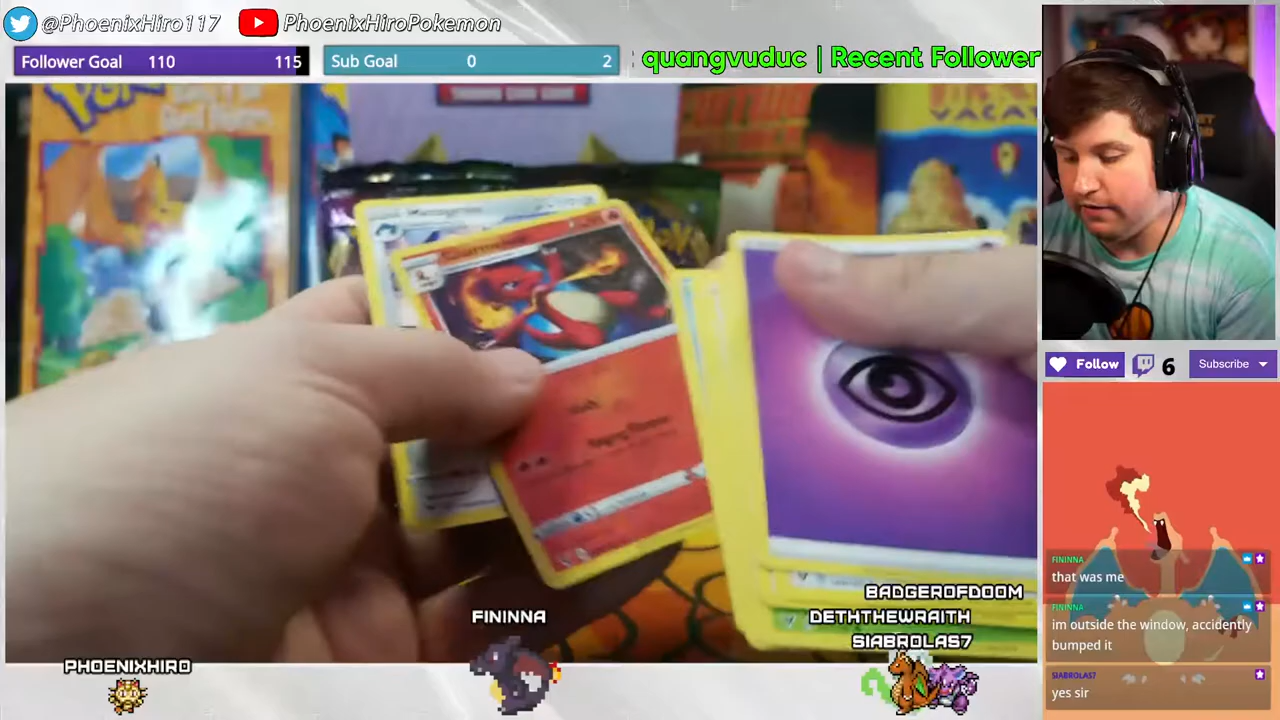 @PhoenixHiro117 PhoenixHiroPokemon
Follower Goal 110 115 Sub Goal 0 2 : quangvuduc | Recent Follower
VACAT
Follow 6 Subscribe
FININNA
that was me
FININNA
im outside the window, accidently
bumped it
SIABROLAS7
yes sir
BADGEROFDOOM
FININNA DETHTHEWRAITH
SIABROLAS7
PHOENIXHIRO